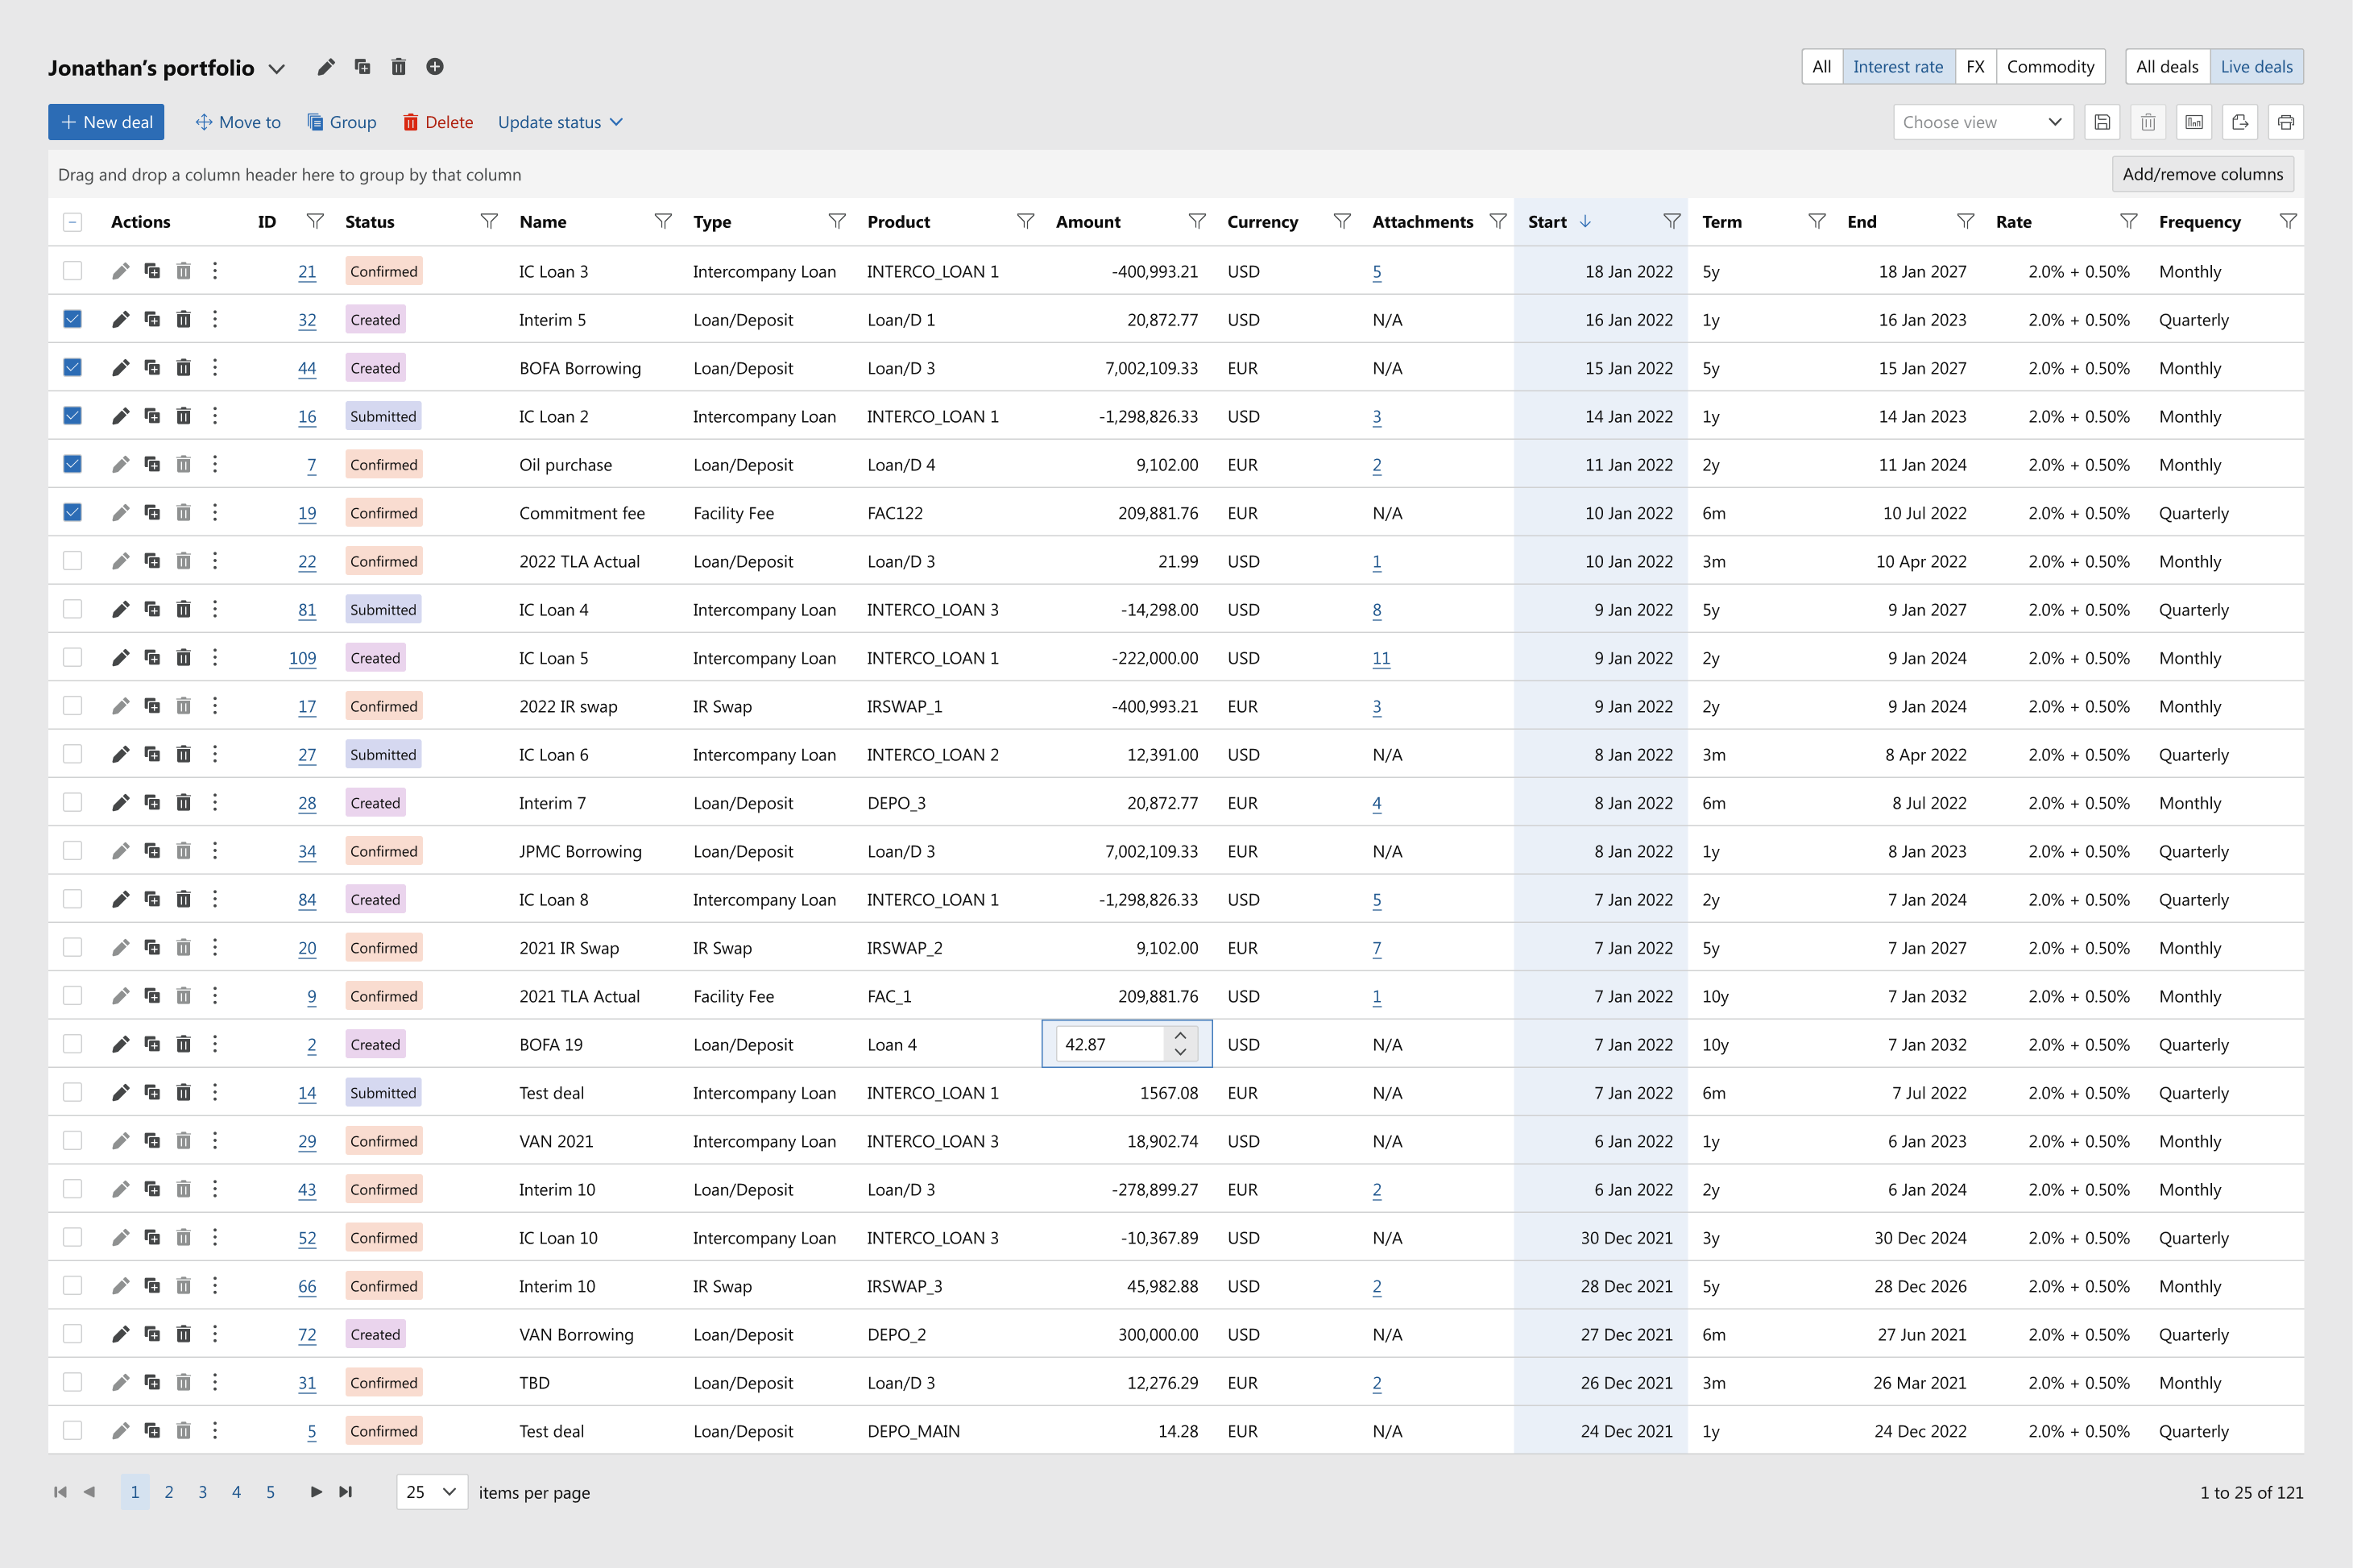 Jonathan’s portfolio All Interest rate FX Commodity All deals Live deals
New deal Move to Group Delete Update status Choose view
Drag and drop a column header here to group by that column Add/remove columns
Actions ID Status Name Type Product Amount Currency Attachments Start Term End Rate Frequency
21 Confirmed IC Loan 3 Intercompany Loan INTERCO_LOAN 1 -400,993.21 USD 5 18 Jan 2022 5y 18 Jan 2027 2.0% + 0.50% Monthly
32 Created Interim 5 Loan/Deposit Loan/D 1 20,872.77 USD N/A 16 Jan 2022 1y 16 Jan 2023 2.0% + 0.50% Quarterly
44 Created BOFA Borrowing Loan/Deposit Loan/D 3 7,002,109.33 EUR N/A 15 Jan 2022 5y 15 Jan 2027 2.0% + 0.50% Monthly
16 Submitted IC Loan 2 Intercompany Loan INTERCO_LOAN 1 -1,298,826.33 USD 3 14 Jan 2022 1y 14 Jan 2023 2.0% + 0.50% Monthly
7 Confirmed Oil purchase Loan/Deposit Loan/D 4 9,102.00 EUR 2 11 Jan 2022 2y 11 Jan 2024 2.0% + 0.50% Monthly
19 Confirmed Commitment fee Facility Fee FAC122 209,881.76 EUR N/A 10 Jan 2022 6m 10 Jul 2022 2.0% + 0.50% Quarterly
22 Confirmed 2022 TLA Actual Loan/Deposit Loan/D 3 21.99 USD 1 10 Jan 2022 3m 10 Apr 2022 2.0% + 0.50% Monthly
81 Submitted IC Loan 4 Intercompany Loan INTERCO_LOAN 3 -14,298.00 USD 8 9 Jan 2022 5y 9 Jan 2027 2.0% + 0.50% Quarterly
109 Created IC Loan 5 Intercompany Loan INTERCO_LOAN 1 -222,000.00 USD 11 9 Jan 2022 2y 9 Jan 2024 2.0% + 0.50% Monthly
17 Confirmed 2022 IR swap IR Swap IRSWAP_1 -400,993.21 EUR 3 9 Jan 2022 2y 9 Jan 2024 2.0% + 0.50% Monthly
27 Submitted IC Loan 6 Intercompany Loan INTERCO_LOAN 2 12,391.00 USD N/A 8 Jan 2022 3m 8 Apr 2022 2.0% + 0.50% Quarterly
28 Created Interim 7 Loan/Deposit DEPO_3 20,872.77 EUR 4 8 Jan 2022 6m 8 Jul 2022 2.0% + 0.50% Monthly
34 Confirmed JPMC Borrowing Loan/Deposit Loan/D 3 7,002,109.33 EUR N/A 8 Jan 2022 1y 8 Jan 2023 2.0% + 0.50% Quarterly
84 Created IC Loan 8 Intercompany Loan INTERCO_LOAN 1 -1,298,826.33 USD 5 7 Jan 2022 2y 7 Jan 2024 2.0% + 0.50% Quarterly
20 Confirmed 2021 IR Swap IR Swap IRSWAP_2 9,102.00 EUR 7 7 Jan 2022 5y 7 Jan 2027 2.0% + 0.50% Monthly
9 Confirmed 2021 TLA Actual Facility Fee FAC_1 209,881.76 USD 1 7 Jan 2022 10y 7 Jan 2032 2.0% + 0.50% Monthly
2 Created BOFA 19 Loan/Deposit Loan 4 42.87 USD N/A 7 Jan 2022 10y 7 Jan 2032 2.0% + 0.50% Quarterly
14 Submitted Test deal Intercompany Loan INTERCO_LOAN 1 1567.08 EUR N/A 7 Jan 2022 6m 7 Jul 2022 2.0% + 0.50% Quarterly
29 Confirmed VAN 2021 Intercompany Loan INTERCO_LOAN 3 18,902.74 USD N/A 6 Jan 2022 1y 6 Jan 2023 2.0% + 0.50% Monthly
43 Confirmed Interim 10 Loan/Deposit Loan/D 3 -278,899.27 EUR 2 6 Jan 2022 2y 6 Jan 2024 2.0% + 0.50% Monthly
52 Confirmed IC Loan 10 Intercompany Loan INTERCO_LOAN 3 -10,367.89 USD N/A 30 Dec 2021 3y 30 Dec 2024 2.0% + 0.50% Quarterly
66 Confirmed Interim 10 IR Swap IRSWAP_3 45,982.88 USD 2 28 Dec 2021 5y 28 Dec 2026 2.0% + 0.50% Monthly
72 Created VAN Borrowing Loan/Deposit DEPO_2 300,000.00 USD N/A 27 Dec 2021 6m 27 Jun 2021 2.0% + 0.50% Quarterly
31 Confirmed TBD Loan/Deposit Loan/D 3 12,276.29 EUR 2 26 Dec 2021 3m 26 Mar 2021 2.0% + 0.50% Monthly
5 Confirmed Test deal Loan/Deposit DEPO_MAIN 14.28 EUR N/A 24 Dec 2021 1y 24 Dec 2022 2.0% + 0.50% Quarterly
1 2 3 4 5 25 items per page 1 to 25 of 121